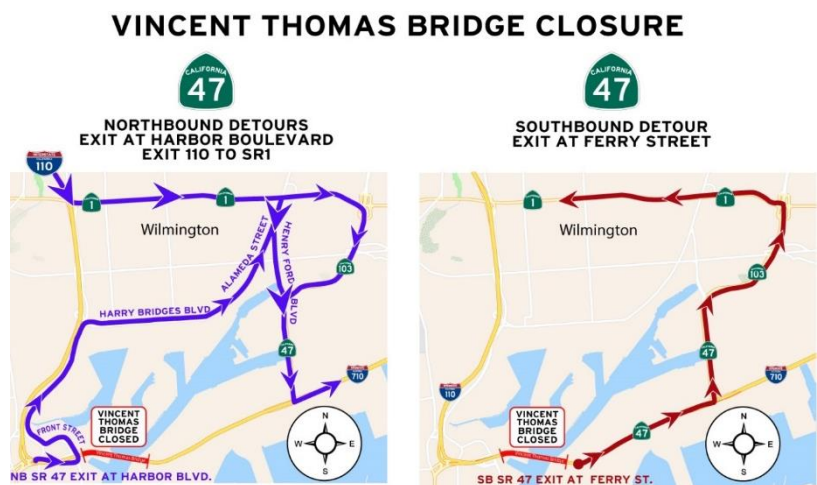 VINCENT THOMAS BRIDGE CLOSURE
CALIFORNIA
47
NORTHBOUND DETOURS
EXIT AT HARBOR BOULEVARD
EXIT 110 TO SR1
110
1
1
Wilmington
ALAMEDA STREET
HENRY FORD BLVD
103
HARRY BRIDGES BLVD
47
710
FRONT STREET
VINCENT
THOMAS
BRIDGE
CLOSED
N
W
E
S
NB SR 47 EXIT AT HARBOR BLVD.
CALIFORNIA
47
SOUTHBOUND DETOUR
EXIT AT FERRY STREET
1
1
Wilmington
103
47
110
710
VINCENT
THOMAS
BRIDGE
CLOSED
47
N
W
E
S
SB SR 47 EXIT AT FERRY ST.